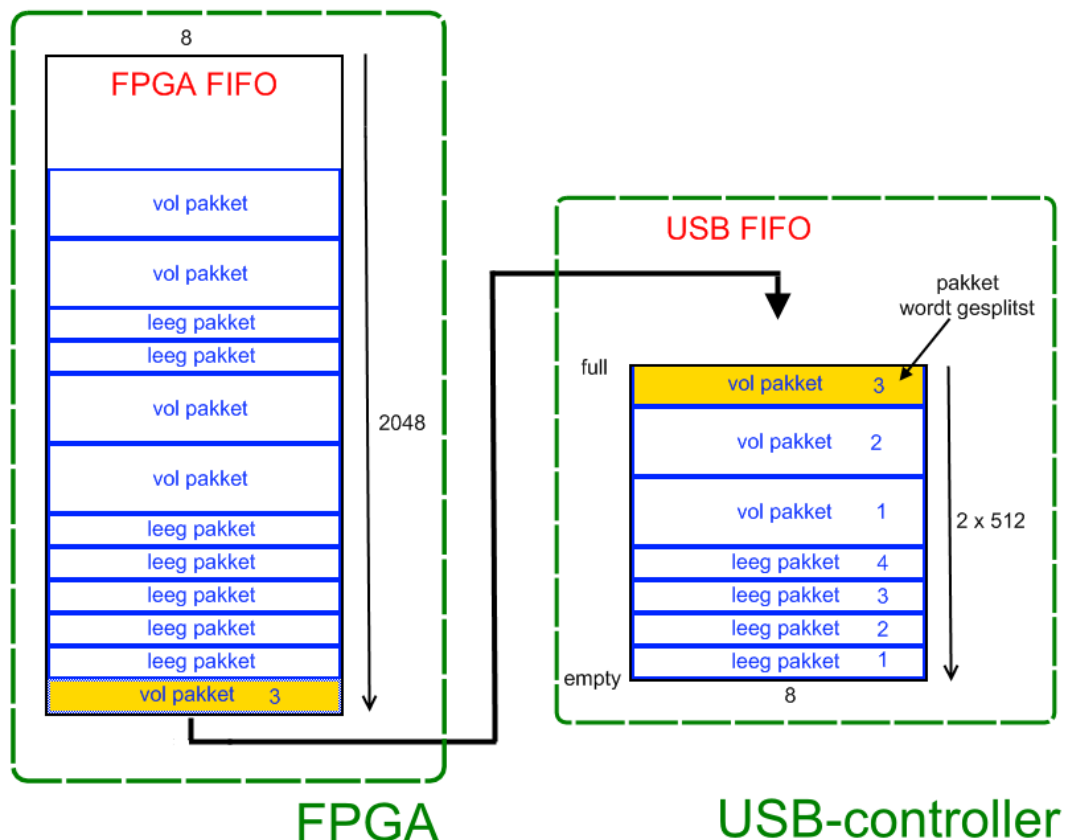 8
FPGA FIFO
vol pakket
vol pakket
leeg pakket
leeg pakket
vol pakket
vol pakket
leeg pakket
leeg pakket
leeg pakket
leeg pakket
leeg pakket
vol pakket 3
2048
FPGA
USB FIFO
pakket
wordt gesplitst
full
vol pakket 3
vol pakket 2
vol pakket 1
leeg pakket 4
leeg pakket 3
leeg pakket 2
leeg pakket 1
empty
8
2 x 512
USB-controller